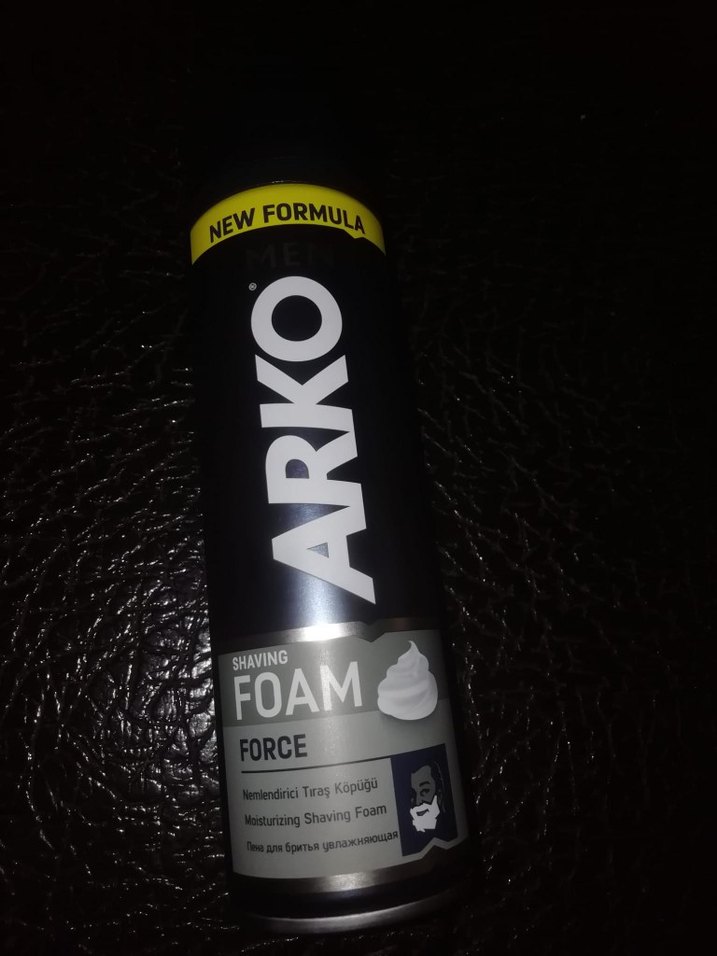 NEW FORMULA
MEN
ARKO®
SHAVING
FOAM
FORCE
Nemlendirici Tıraş Köpüğü
Moisturizing Shaving Foam
Пена для бритья увлажняющая